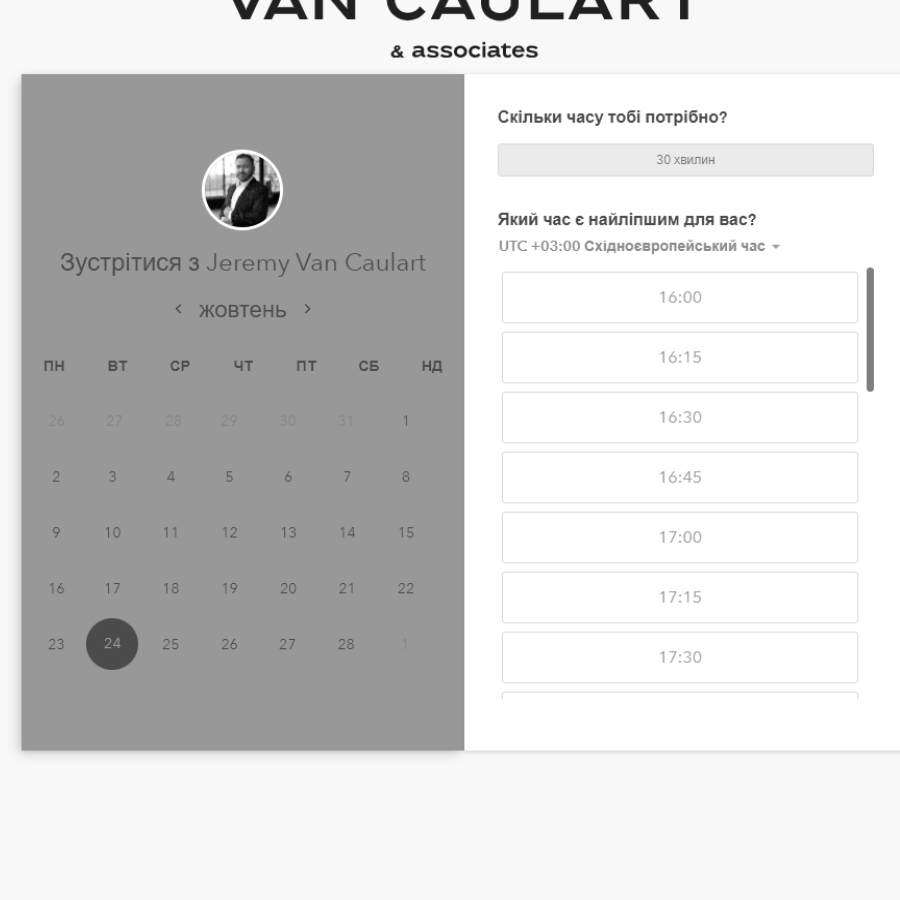 VAN CAULART
& associates
Зустрітися з Jeremy Van Caulart
жовтень
ПН ВТ СР ЧТ ПТ СБ НД
26 27 28 29 30 31 1
2 3 4 5 6 7 8
9 10 11 12 13 14 15
16 17 18 19 20 21 22
23 24 25 26 27 28 1
Скільки часу тобі потрібно?
30 хвилин
Який час є найліпшим для вас?
UTC +03:00 Східноєвропейський час
16:00
16:15
16:30
16:45
17:00
17:15
17:30